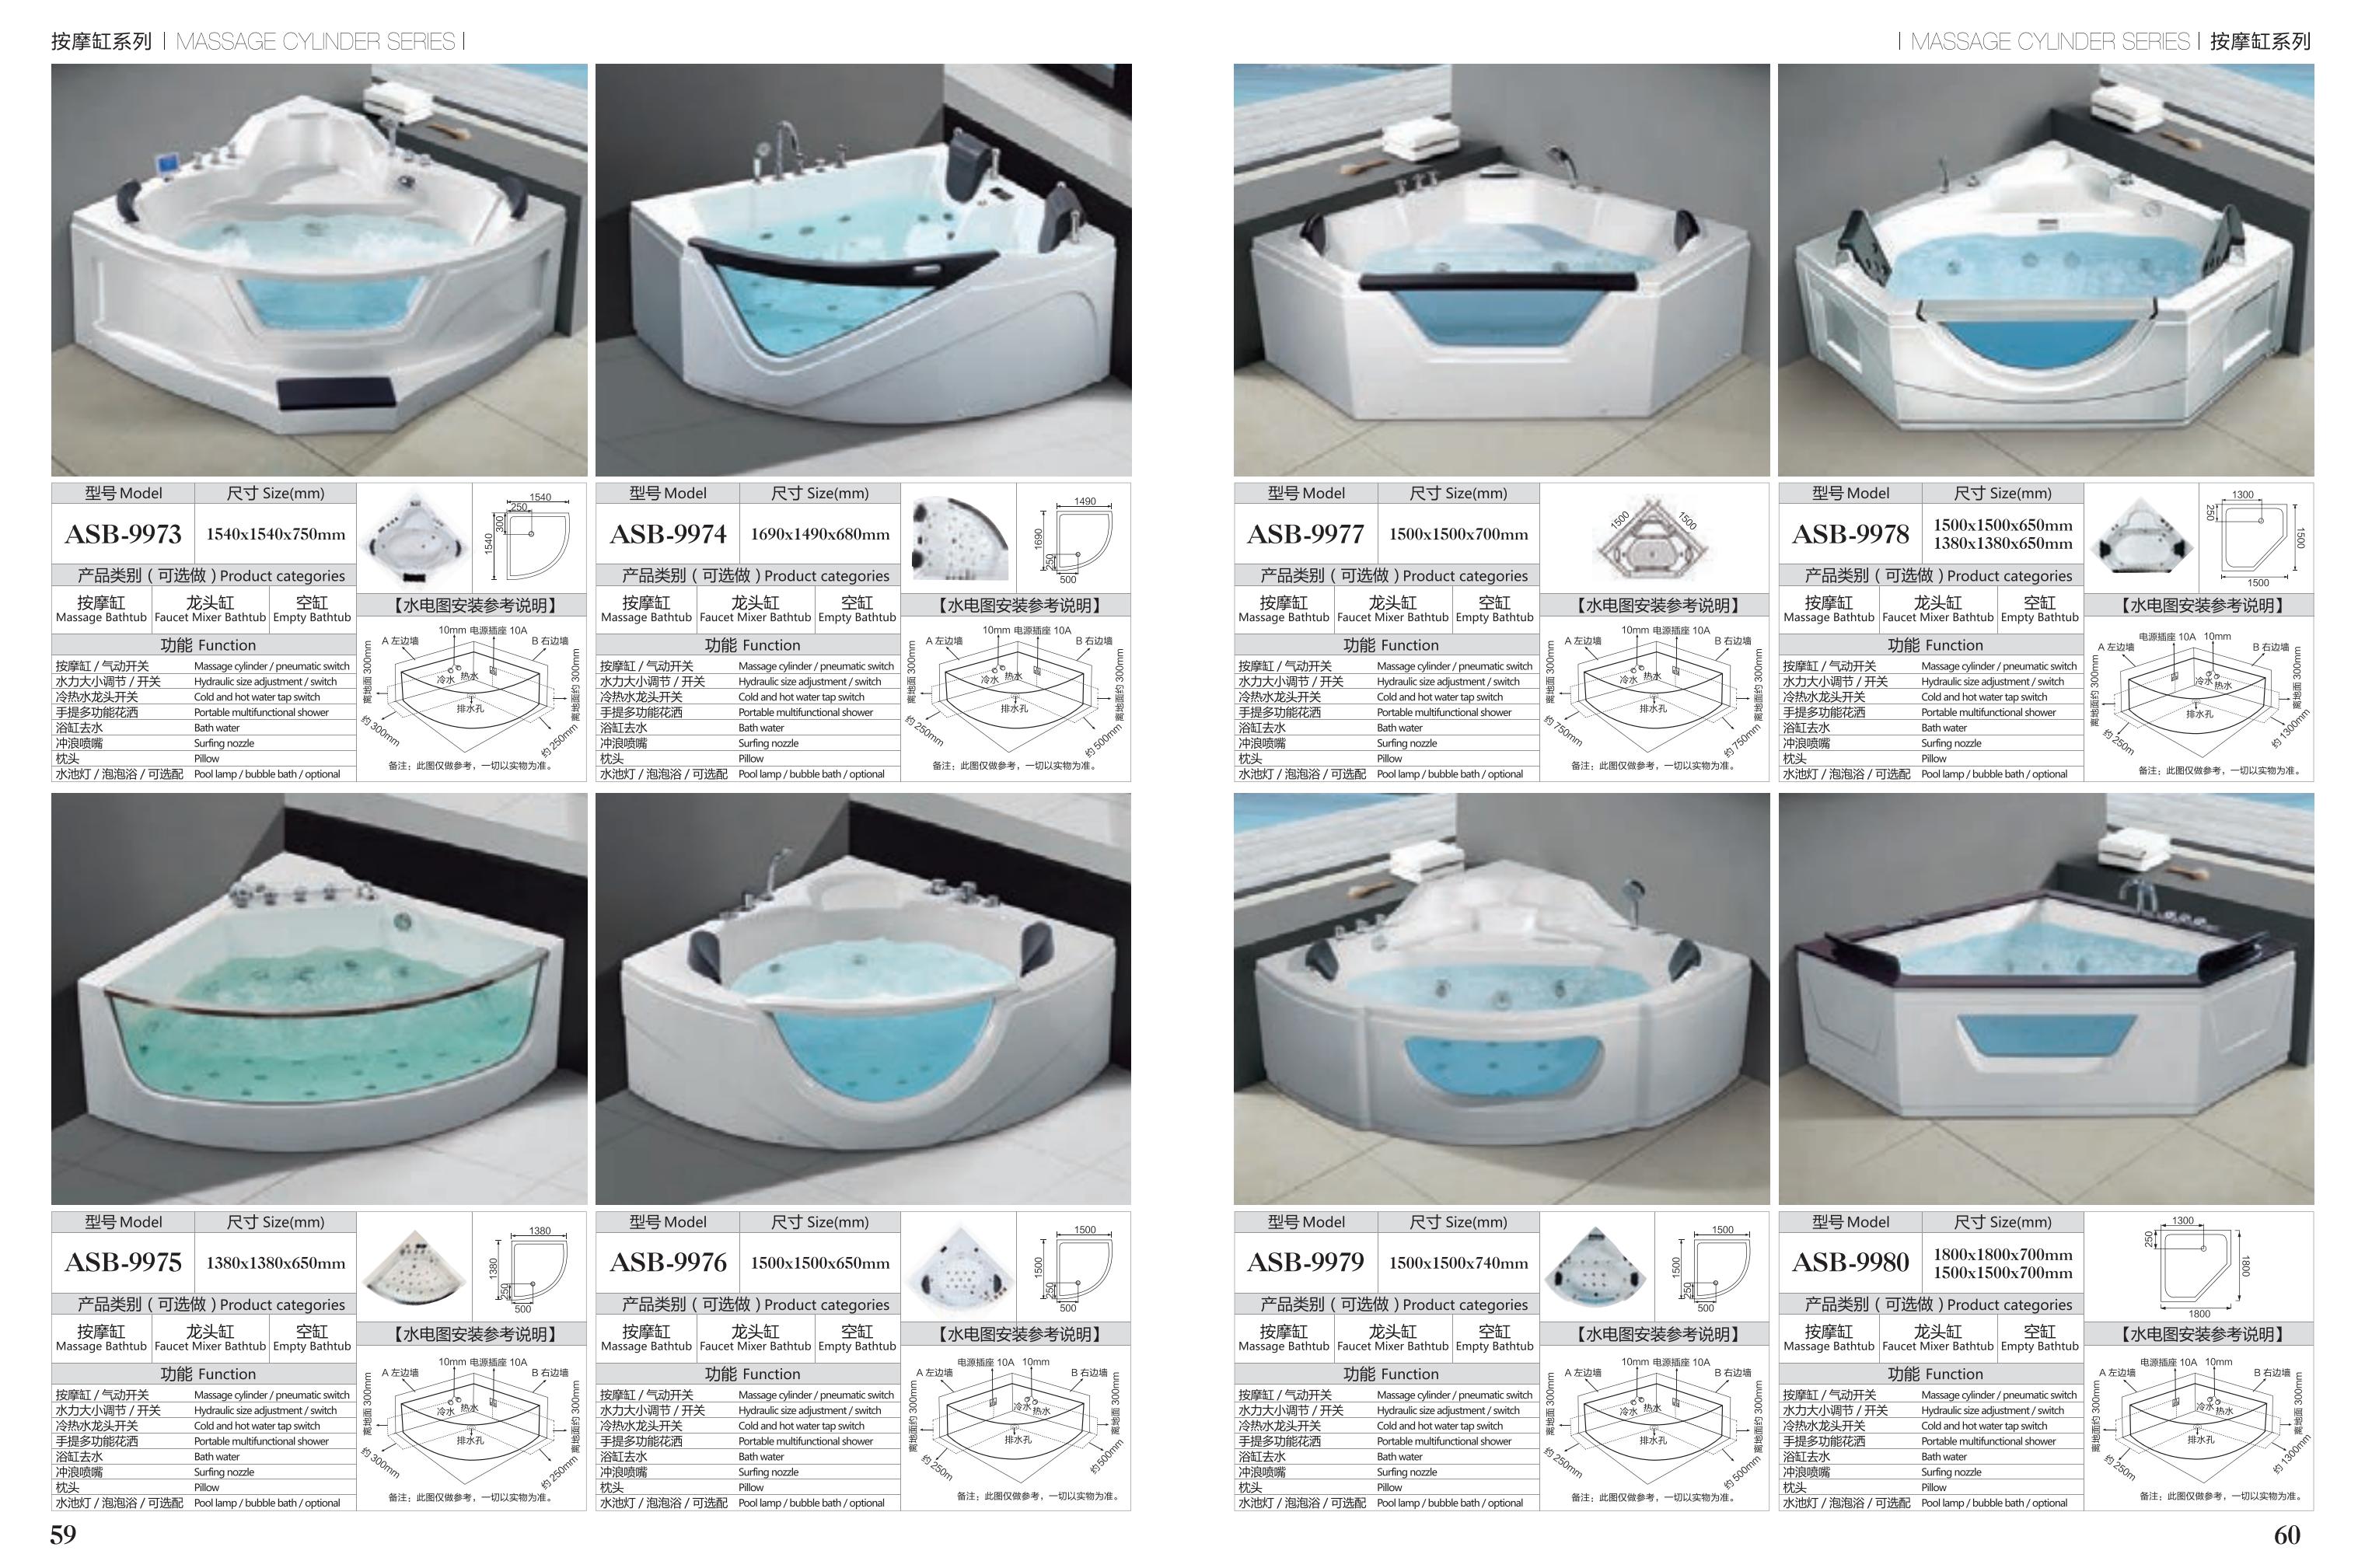 按摩缸系列 | MASSAGE CYLINDER SERIES |
| MASSAGE CYLINDER SERIES | 按摩缸系列
型号 Model 尺寸 Size(mm)
ASB-9973 1540x1540x750mm
产品类别 ( 可选做 ) Product categories
按摩缸 龙头缸 空缸
Massage Bathtub Faucet Mixer Bathtub Empty Bathtub
功能 Function
按摩缸 / 气动开关 Massage cylinder / pneumatic switch
水力大小调节 / 开关 Hydraulic size adjustment / switch
冷热水龙头开关 Cold and hot water tap switch
手提多功能花洒 Portable multifunctional shower
浴缸去水 Bath water
冲浪喷嘴 Surfing nozzle
枕头 Pillow
水池灯 / 泡泡浴 / 可选配 Pool lamp / bubble bath / optional
1540
250
300
1540
【水电图安装参考说明】
10mm 电源插座 10A
A 左边墙 B 右边墙
离地面 300mm
离地面约 300mm
冷水 热水
排水孔
约 300mm
约 250mm
备注：此图仅做参考，一切以实物为准。
型号 Model 尺寸 Size(mm)
ASB-9974 1690x1490x680mm
产品类别 ( 可选做 ) Product categories
按摩缸 龙头缸 空缸
Massage Bathtub Faucet Mixer Bathtub Empty Bathtub
功能 Function
按摩缸 / 气动开关 Massage cylinder / pneumatic switch
水力大小调节 / 开关 Hydraulic size adjustment / switch
冷热水龙头开关 Cold and hot water tap switch
手提多功能花洒 Portable multifunctional shower
浴缸去水 Bath water
冲浪喷嘴 Surfing nozzle
枕头 Pillow
水池灯 / 泡泡浴 / 可选配 Pool lamp / bubble bath / optional
1490
1690
250
500
【水电图安装参考说明】
10mm 电源插座 10A
A 左边墙 B 右边墙
离地面 300mm
离地面约 300mm
冷水 热水
排水孔
约 250mm
约 500mm
备注：此图仅做参考，一切以实物为准。
型号 Model 尺寸 Size(mm)
ASB-9977 1500x1500x700mm
产品类别 ( 可选做 ) Product categories
按摩缸 龙头缸 空缸
Massage Bathtub Faucet Mixer Bathtub Empty Bathtub
功能 Function
按摩缸 / 气动开关 Massage cylinder / pneumatic switch
水力大小调节 / 开关 Hydraulic size adjustment / switch
冷热水龙头开关 Cold and hot water tap switch
手提多功能花洒 Portable multifunctional shower
浴缸去水 Bath water
冲浪喷嘴 Surfing nozzle
枕头 Pillow
水池灯 / 泡泡浴 / 可选配 Pool lamp / bubble bath / optional
1500 1500
【水电图安装参考说明】
10mm 电源插座 10A
A 左边墙 B 右边墙
离地面 300mm
离地面约 300mm
冷水 热水
排水孔
约 750mm
约 750mm
备注：此图仅做参考，一切以实物为准。
型号 Model 尺寸 Size(mm)
ASB-9978 1500x1500x650mm
1380x1380x650mm
产品类别 ( 可选做 ) Product categories
按摩缸 龙头缸 空缸
Massage Bathtub Faucet Mixer Bathtub Empty Bathtub
功能 Function
按摩缸 / 气动开关 Massage cylinder / pneumatic switch
水力大小调节 / 开关 Hydraulic size adjustment / switch
冷热水龙头开关 Cold and hot water tap switch
手提多功能花洒 Portable multifunctional shower
浴缸去水 Bath water
冲浪喷嘴 Surfing nozzle
枕头 Pillow
水池灯 / 泡泡浴 / 可选配 Pool lamp / bubble bath / optional
1300
250
1500
1500
【水电图安装参考说明】
电源插座 10A 10mm
A 左边墙 B 右边墙
离地面约 300mm
离地面 300mm
冷水 热水
排水孔
约 250m
约 1300mm
备注：此图仅做参考，一切以实物为准。
型号 Model 尺寸 Size(mm)
ASB-9975 1380x1380x650mm
产品类别 ( 可选做 ) Product categories
按摩缸 龙头缸 空缸
Massage Bathtub Faucet Mixer Bathtub Empty Bathtub
功能 Function
按摩缸 / 气动开关 Massage cylinder / pneumatic switch
水力大小调节 / 开关 Hydraulic size adjustment / switch
冷热水龙头开关 Cold and hot water tap switch
手提多功能花洒 Portable multifunctional shower
浴缸去水 Bath water
冲浪喷嘴 Surfing nozzle
枕头 Pillow
水池灯 / 泡泡浴 / 可选配 Pool lamp / bubble bath / optional
1380
1380
250
500
【水电图安装参考说明】
10mm 电源插座 10A
A 左边墙 B 右边墙
离地面 300mm
离地面约 300mm
冷水 热水
排水孔
约 300mm
约 250mm
备注：此图仅做参考，一切以实物为准。
型号 Model 尺寸 Size(mm)
ASB-9976 1500x1500x650mm
产品类别 ( 可选做 ) Product categories
按摩缸 龙头缸 空缸
Massage Bathtub Faucet Mixer Bathtub Empty Bathtub
功能 Function
按摩缸 / 气动开关 Massage cylinder / pneumatic switch
水力大小调节 / 开关 Hydraulic size adjustment / switch
冷热水龙头开关 Cold and hot water tap switch
手提多功能花洒 Portable multifunctional shower
浴缸去水 Bath water
冲浪喷嘴 Surfing nozzle
枕头 Pillow
水池灯 / 泡泡浴 / 可选配 Pool lamp / bubble bath / optional
1500
1500
250
500
【水电图安装参考说明】
电源插座 10A 10mm
A 左边墙 B 右边墙
离地面约 300mm
离地面 300mm
冷水 热水
排水孔
约 250m
约 500mm
备注：此图仅做参考，一切以实物为准。
型号 Model 尺寸 Size(mm)
ASB-9979 1500x1500x740mm
产品类别 ( 可选做 ) Product categories
按摩缸 龙头缸 空缸
Massage Bathtub Faucet Mixer Bathtub Empty Bathtub
功能 Function
按摩缸 / 气动开关 Massage cylinder / pneumatic switch
水力大小调节 / 开关 Hydraulic size adjustment / switch
冷热水龙头开关 Cold and hot water tap switch
手提多功能花洒 Portable multifunctional shower
浴缸去水 Bath water
冲浪喷嘴 Surfing nozzle
枕头 Pillow
水池灯 / 泡泡浴 / 可选配 Pool lamp / bubble bath / optional
1500
1500
250
500
【水电图安装参考说明】
10mm 电源插座 10A
A 左边墙 B 右边墙
离地面 300mm
离地面约 300mm
冷水 热水
排水孔
约 250mm
约 500mm
备注：此图仅做参考，一切以实物为准。
型号 Model 尺寸 Size(mm)
ASB-9980 1800x1800x700mm
1500x1500x700mm
产品类别 ( 可选做 ) Product categories
按摩缸 龙头缸 空缸
Massage Bathtub Faucet Mixer Bathtub Empty Bathtub
功能 Function
按摩缸 / 气动开关 Massage cylinder / pneumatic switch
水力大小调节 / 开关 Hydraulic size adjustment / switch
冷热水龙头开关 Cold and hot water tap switch
手提多功能花洒 Portable multifunctional shower
浴缸去水 Bath water
冲浪喷嘴 Surfing nozzle
枕头 Pillow
水池灯 / 泡泡浴 / 可选配 Pool lamp / bubble bath / optional
1300
250
1800
1800
【水电图安装参考说明】
电源插座 10A 10mm
A 左边墙 B 右边墙
离地面约 300mm
离地面 300mm
冷水 热水
排水孔
约 250m
约 1300mm
备注：此图仅做参考，一切以实物为准。
59
60